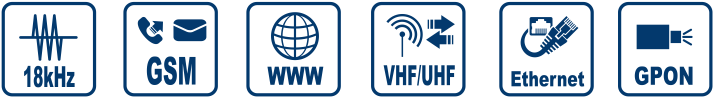 18kHz
GSM
WWW
VHF/UHF
Ethernet
GPON